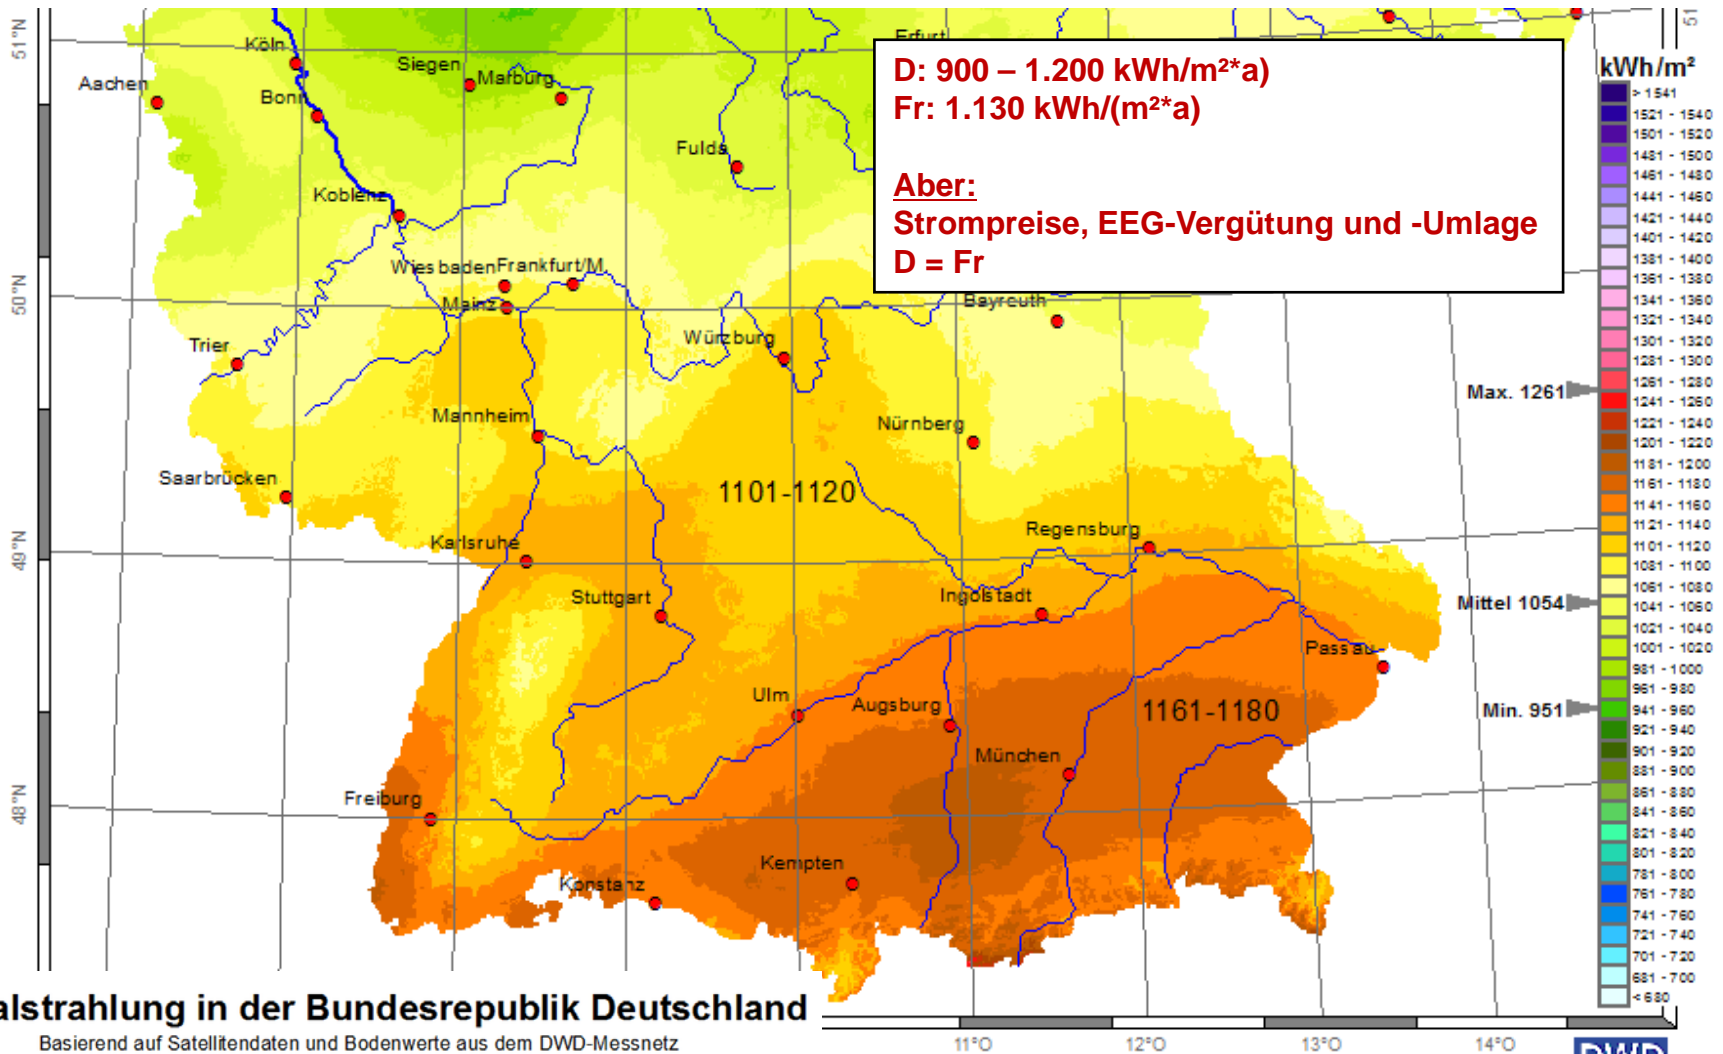 51°N
Köln
Siegen
Marburg
Erfurt
51
Aachen
Bonn
Fulda
Koblenz
D: 900 – 1.200 kWh/m²*a)
Fr: 1.130 kWh/(m²*a)
Aber:
Strompreise, EEG-Vergütung und -Umlage
D = Fr
Wiesbaden
Frankfurt/M
Mainz
50°N
Bayreuth
Trier
Würzburg
Mannheim
Nürnberg
Saarbrücken
1101-1120
Karlsruhe
Regensburg
49°N
Stuttgart
Ingolstadt
Passau
Ulm
Augsburg
1161-1180
München
Freiburg
48°N
Kempten
Konstanz
kWh/m²
> 1541
1521 - 1540
1501 - 1520
1481 - 1500
1461 - 1480
1441 - 1460
1421 - 1440
1401 - 1420
1381 - 1400
1361 - 1380
1341 - 1360
1321 - 1340
1301 - 1320
1281 - 1300
1261 - 1280
1241 - 1260
1221 - 1240
1201 - 1220
1181 - 1200
1161 - 1180
1141 - 1160
1121 - 1140
1101 - 1120
1081 - 1100
1061 - 1080
1041 - 1060
1021 - 1040
1001 - 1020
981 - 1000
961 - 980
941 - 960
921 - 940
901 - 920
881 - 900
861 - 880
841 - 860
821 - 840
801 - 820
781 - 800
761 - 780
741 - 760
721 - 740
701 - 720
681 - 700
< 680
Max. 1261
Mittel 1054
Min. 951
alstrahlung in der Bundesrepublik Deutschland
Basierend auf Satellitendaten und Bodenwerte aus dem DWD-Messnetz
11°O
12°O
13°O
14°O
DWD